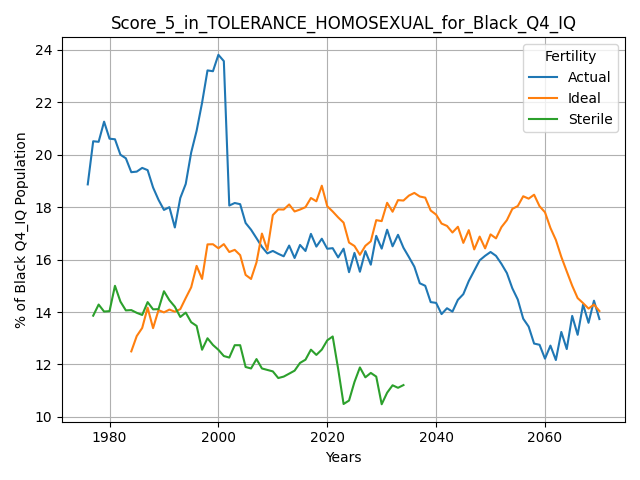 Score_5_in_TOLERANCE_HOMOSEXUAL_for_Black_Q4_IQ
Fertility
Actual
Ideal
Sterile
% of Black Q4_IQ Population
24
22
20
18
16
14
12
10
1980
2000
2020
2040
2060
Years